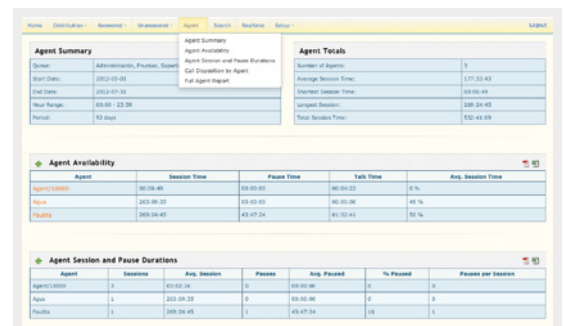 Home Distribution Answered Unanswered Agent Search Realtime Setup Logout
Agent Summary
Agent Availability
Agent Session and Pause Durations
Call Disposition by Agent
Full Agent Report
Agent Summary
Queue: Administración, Pruebas,
Start Date: 2012-05-01
End Date: 2012-07-31
Hour Range: 00:00 - 23:59
Period: 92 days
Agent Totals
Number of Agents: 3
Average Session Time: 177:33:43
Shortest Session Time: 00:06:49
Longest Session: 269:24:45
Total Session Time: 532:41:09
Agent Availability
Agent Session Time Pause Time Talk Time Avg. Session Time
Agent/10000 00:06:49 00:00:00 00:04:22 0 %
Agua 263:09:35 00:00:00 00:00:00 49 %
Paulita 269:24:45 43:47:24 01:32:41 50 %
Agent Session and Pause Durations
Agent Sessions Avg. Session Pauses Avg. Paused % Paused Pauses per Session
Agent/10000 3 00:02:16 0 00:00:00 0 0
Agua 1 263:09:35 0 00:00:00 0 0
Paulita 1 269:24:45 1 43:47:24 16 1